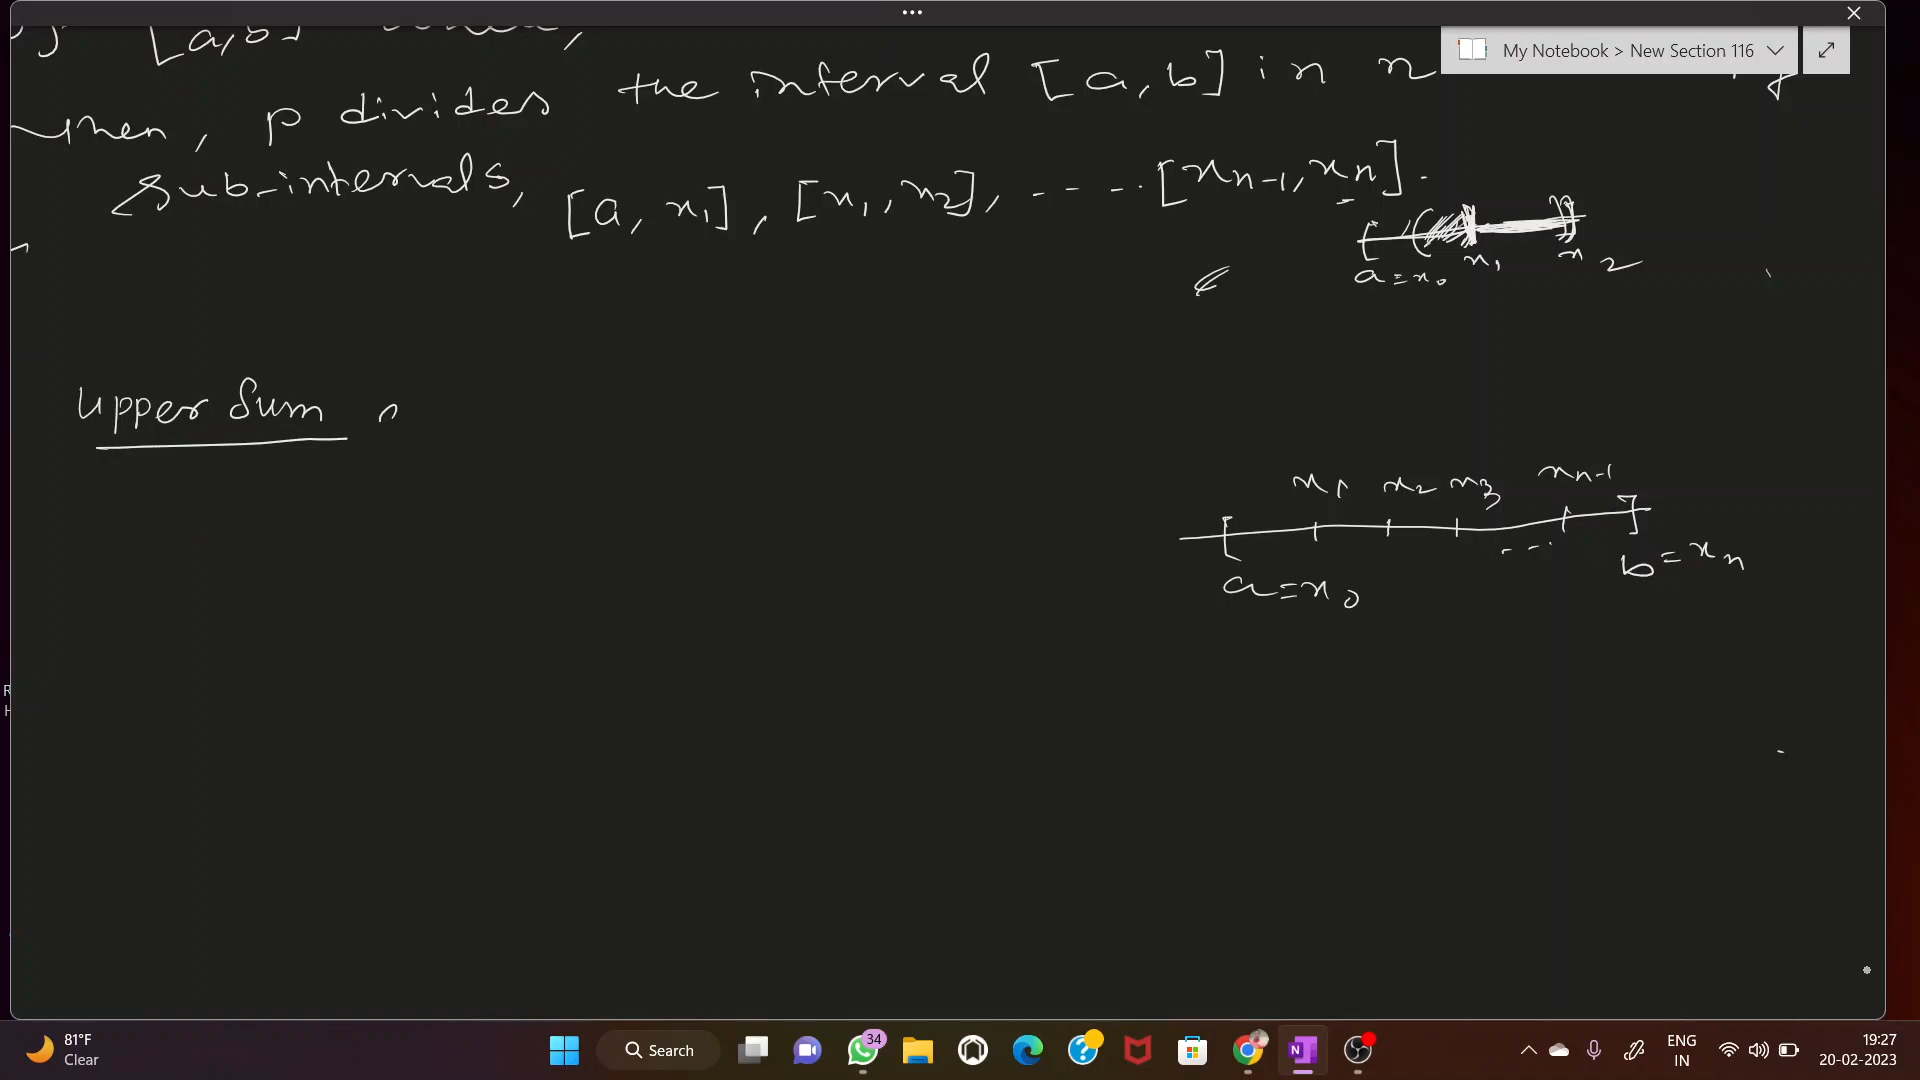 ...
My Notebook > New Section 116
[a,b]
then, p divides the interval [a,b] in n
sub-intervals, [a, x1], [x1, x2], ---- [xn-1, xn].
a=x0 x1 x2
Upper Sum
x1 x2 x3 xn-1
a=x0 ... b=xn
R
H
81°F
Clear
Search
34
ENG
IN
19:27
20-02-2023